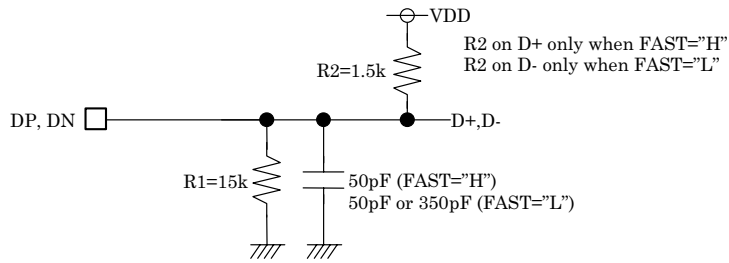 VDD
R2 on D+ only when FAST="H"
R2 on D- only when FAST="L"
R2=1.5k
DP, DN
D+,D-
R1=15k
50pF (FAST="H")
50pF or 350pF (FAST="L")